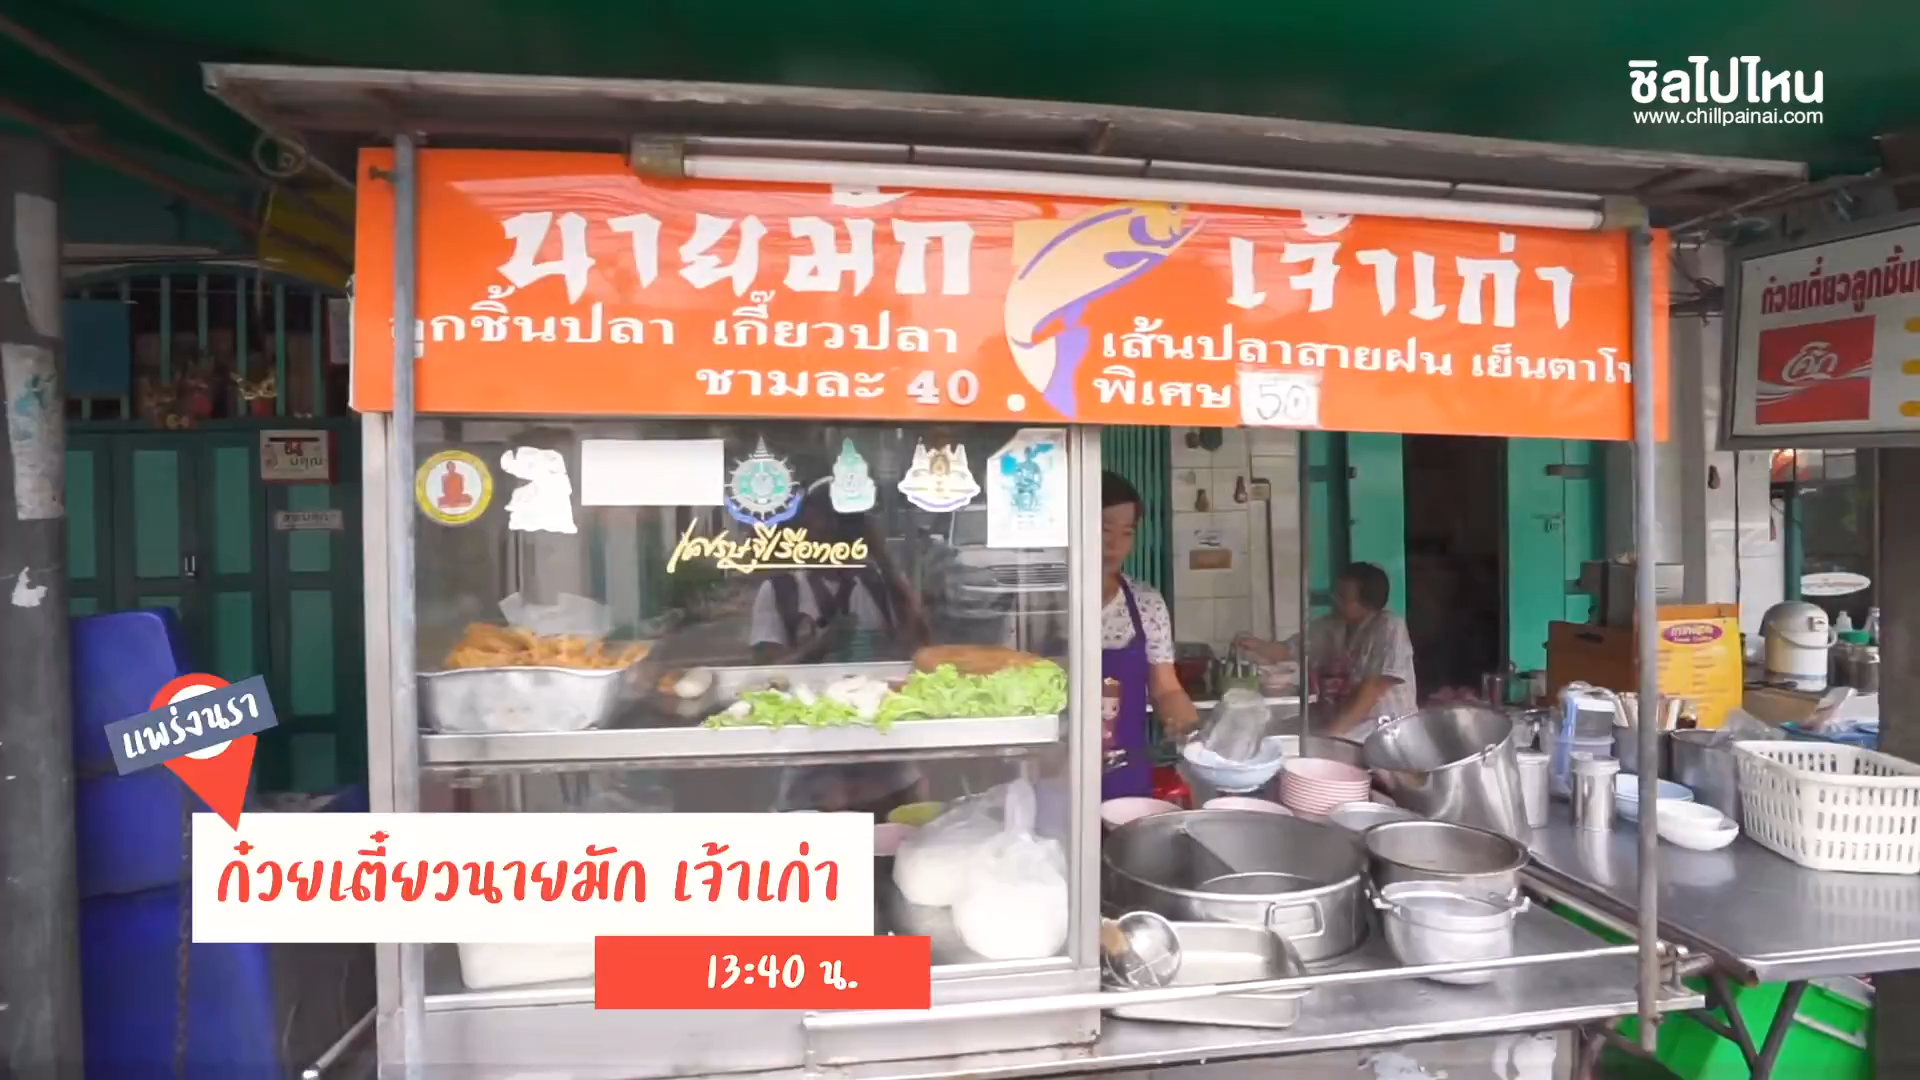 ชิลไปไหน
www.chillpainai.com
นายมัก เจ้าเก่า
ลูกชิ้นปลา เกี๊ยวปลา
ชามละ 40.
เส้นปลาสายฝน เย็นตาโฟ
พิเศษ 50
ก๋วยเตี๋ยวลูกชิ้น
โค้ก
เศรษฐีเรือทอง
แพร่งนรา
ก๋วยเตี๋ยวนายมัก เจ้าเก่า
13:40 น.